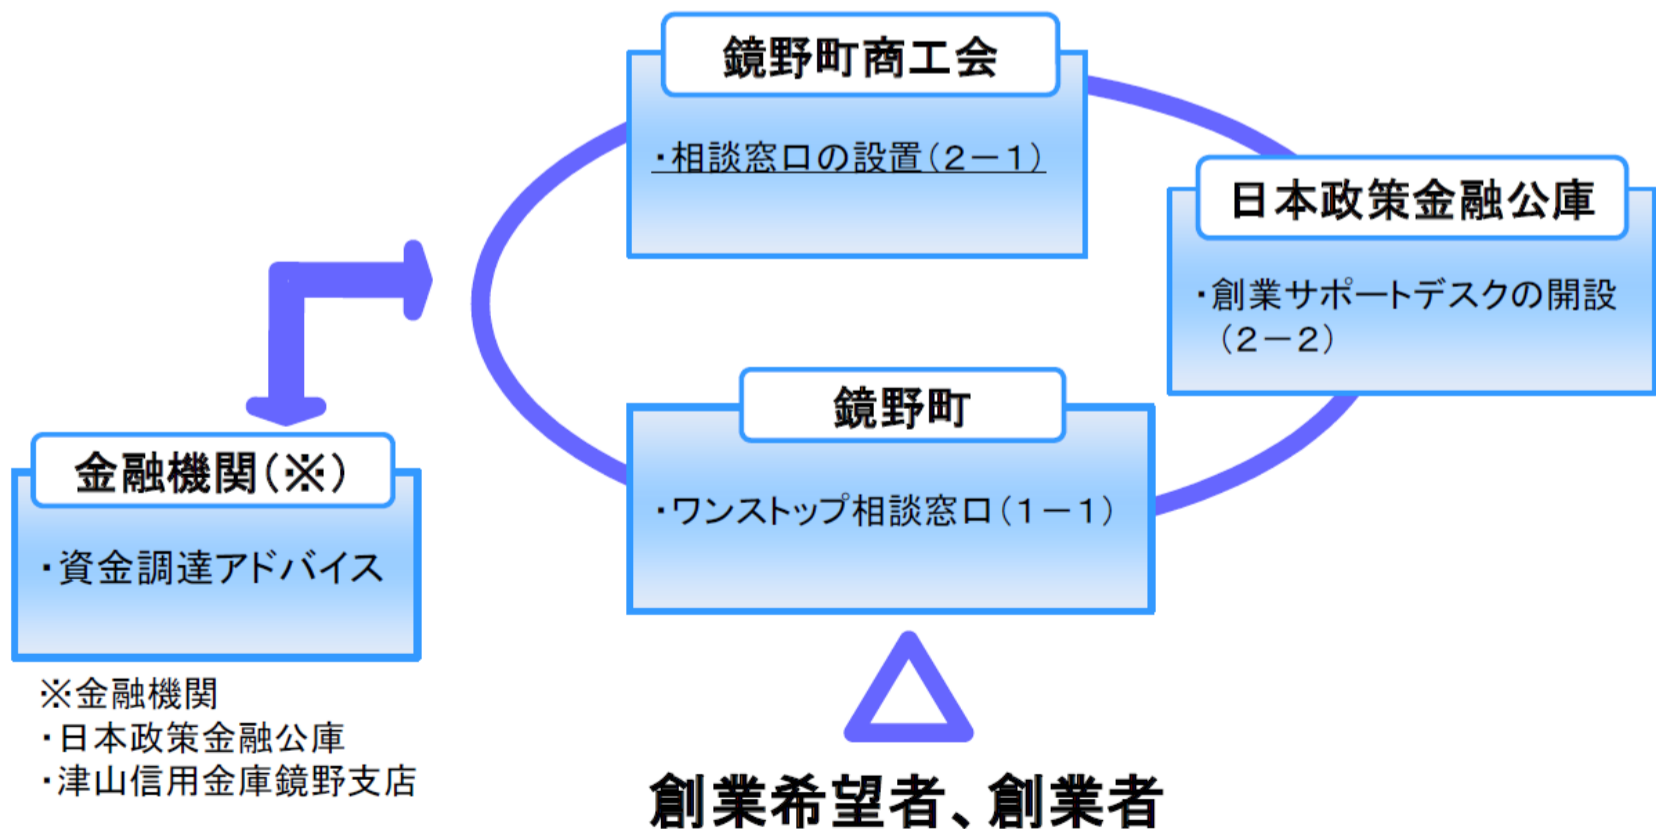 鏡野町商工会
・相談窓口の設置(2-1)
日本政策金融公庫
・創業サポートデスクの開設
(2-2)
鏡野町
・ワンストップ相談窓口(1-1)
金融機関(※)
・資金調達アドバイス
※金融機関
・日本政策金融公庫
・津山信用金庫鏡野支店
創業希望者、創業者